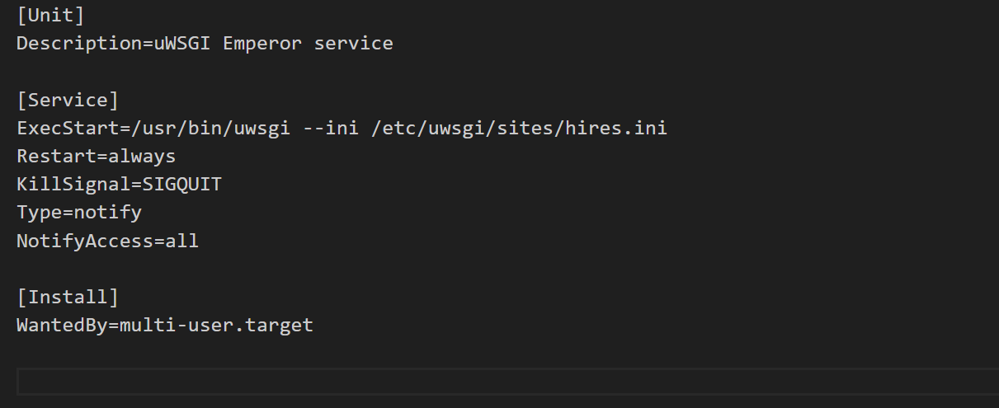 [Unit]
Description=uWSGI Emperor service
[Service]
ExecStart=/usr/bin/uwsgi --ini /etc/uwsgi/sites/hires.ini
Restart=always
KillSignal=SIGQUIT
Type=notify
NotifyAccess=all
[Install]
WantedBy=multi-user.target